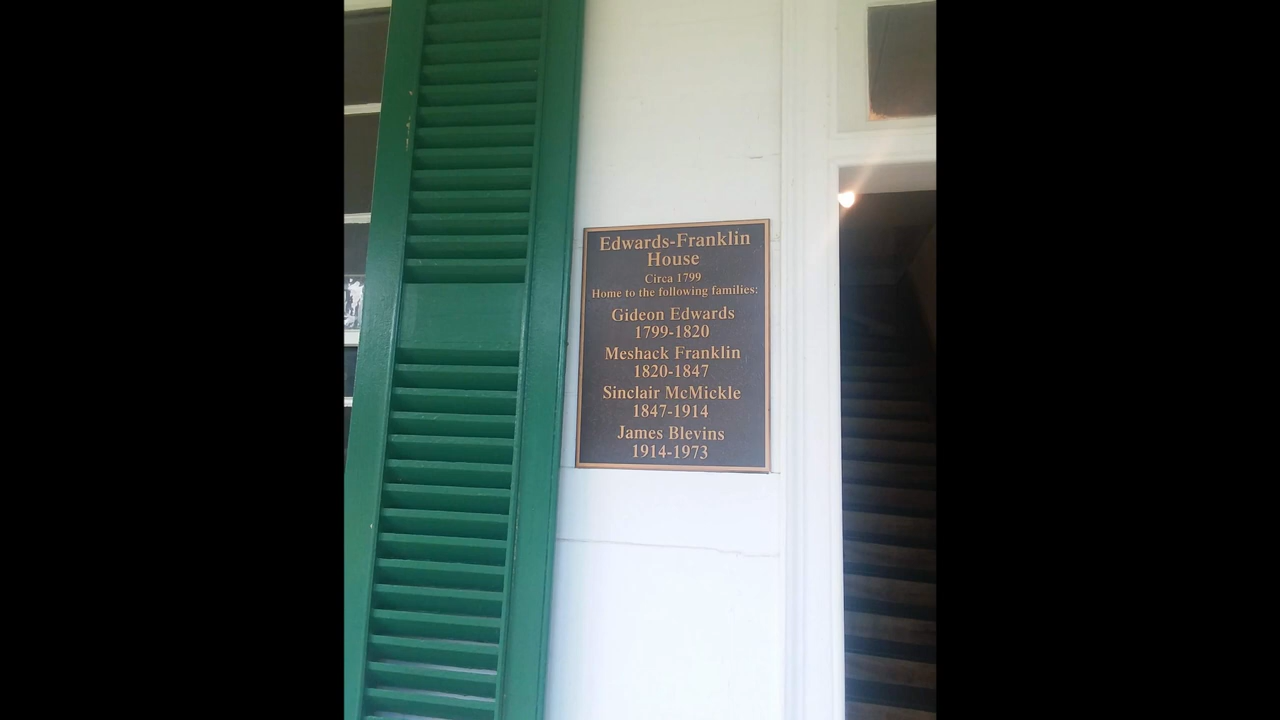 Edwards-Franklin
House
Circa 1799
Home to the following families:
Gideon Edwards
1799-1820
Meshack Franklin
1820-1847
Sinclair McMickle
1847-1914
James Blevins
1914-1973